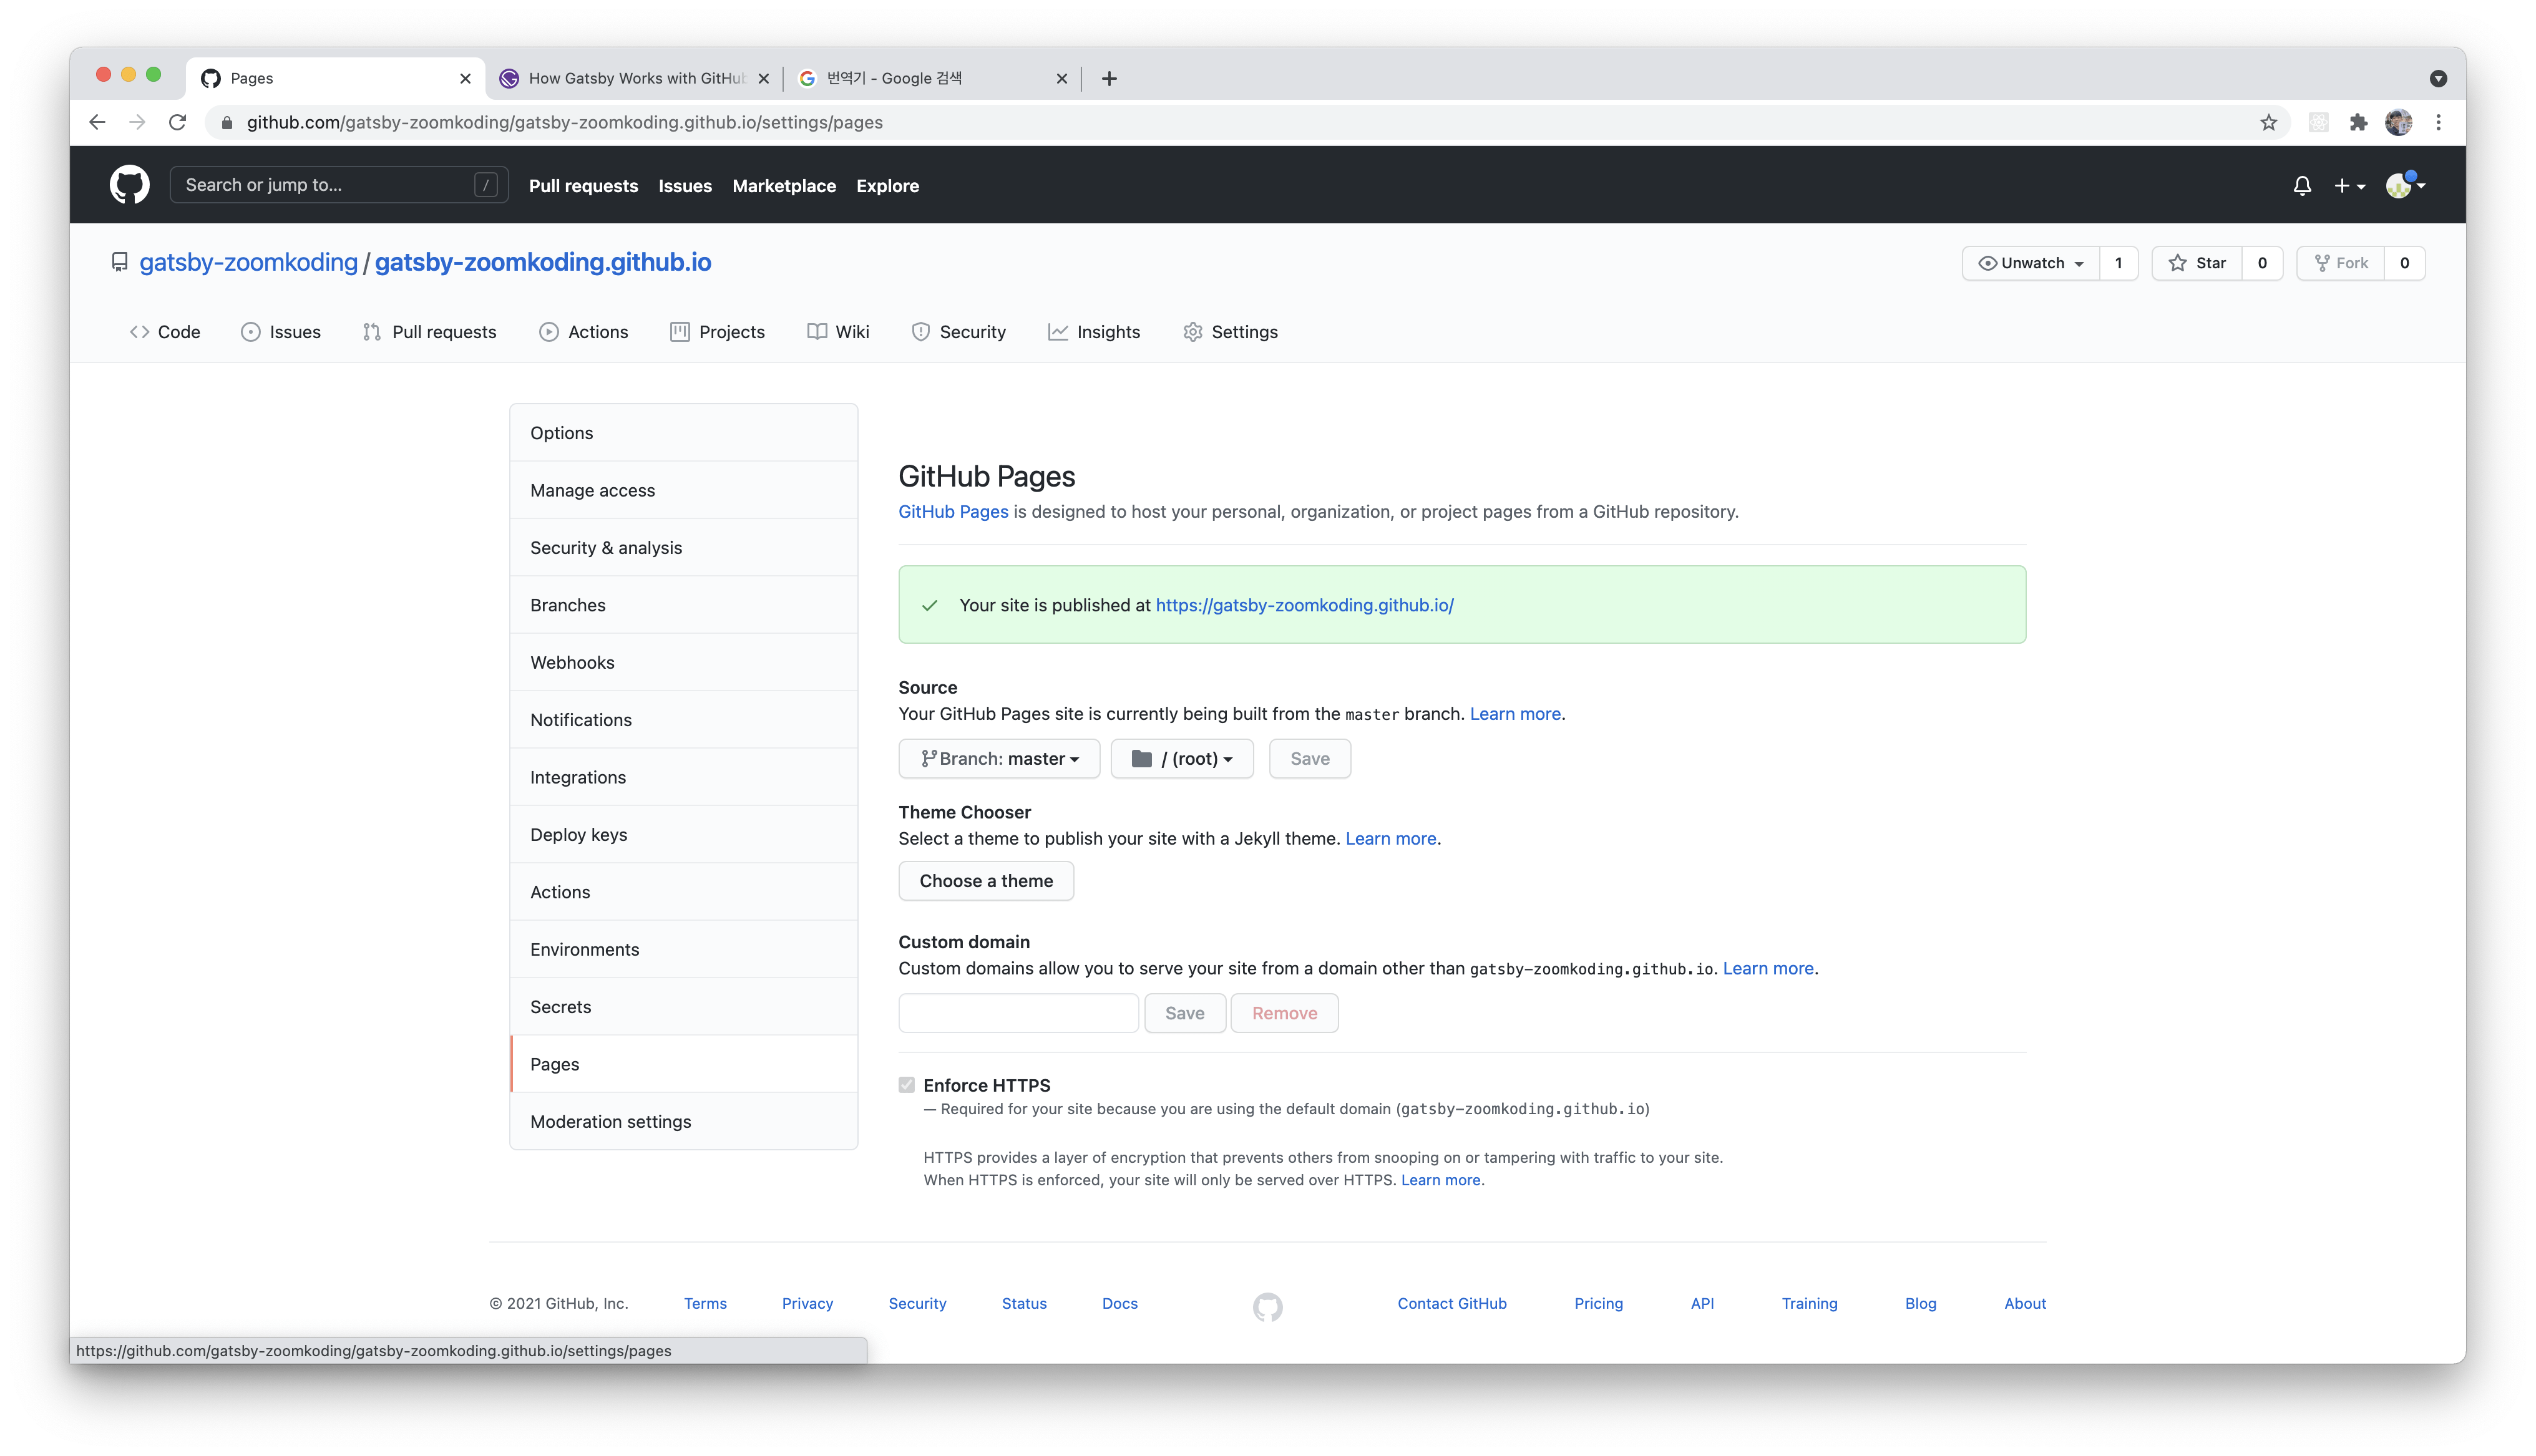 Pages
How Gatsby Works with GitHub
번역기 - Google 검색
github.com/gatsby-zoomkoding/gatsby-zoomkoding.github.io/settings/pages
Search or jump to... /
Pull requests Issues Marketplace Explore
gatsby-zoomkoding / gatsby-zoomkoding.github.io
Unwatch 1 Star 0 Fork 0
Code Issues Pull requests Actions Projects Wiki Security Insights Settings
Options
Manage access
Security & analysis
Branches
Webhooks
Notifications
Integrations
Deploy keys
Actions
Environments
Secrets
Pages
Moderation settings
GitHub Pages
GitHub Pages is designed to host your personal, organization, or project pages from a GitHub repository.
Your site is published at https://gatsby-zoomkoding.github.io/
Source
Your GitHub Pages site is currently being built from the master branch. Learn more.
Branch: master / (root) Save
Theme Chooser
Select a theme to publish your site with a Jekyll theme. Learn more.
Choose a theme
Custom domain
Custom domains allow you to serve your site from a domain other than gatsby-zoomkoding.github.io. Learn more.
Save Remove
Enforce HTTPS
— Required for your site because you are using the default domain (gatsby-zoomkoding.github.io)
HTTPS provides a layer of encryption that prevents others from snooping on or tampering with traffic to your site.
When HTTPS is enforced, your site will only be served over HTTPS. Learn more.
© 2021 GitHub, Inc. Terms Privacy Security Status Docs Contact GitHub Pricing API Training Blog About
https://github.com/gatsby-zoomkoding/gatsby-zoomkoding.github.io/settings/pages